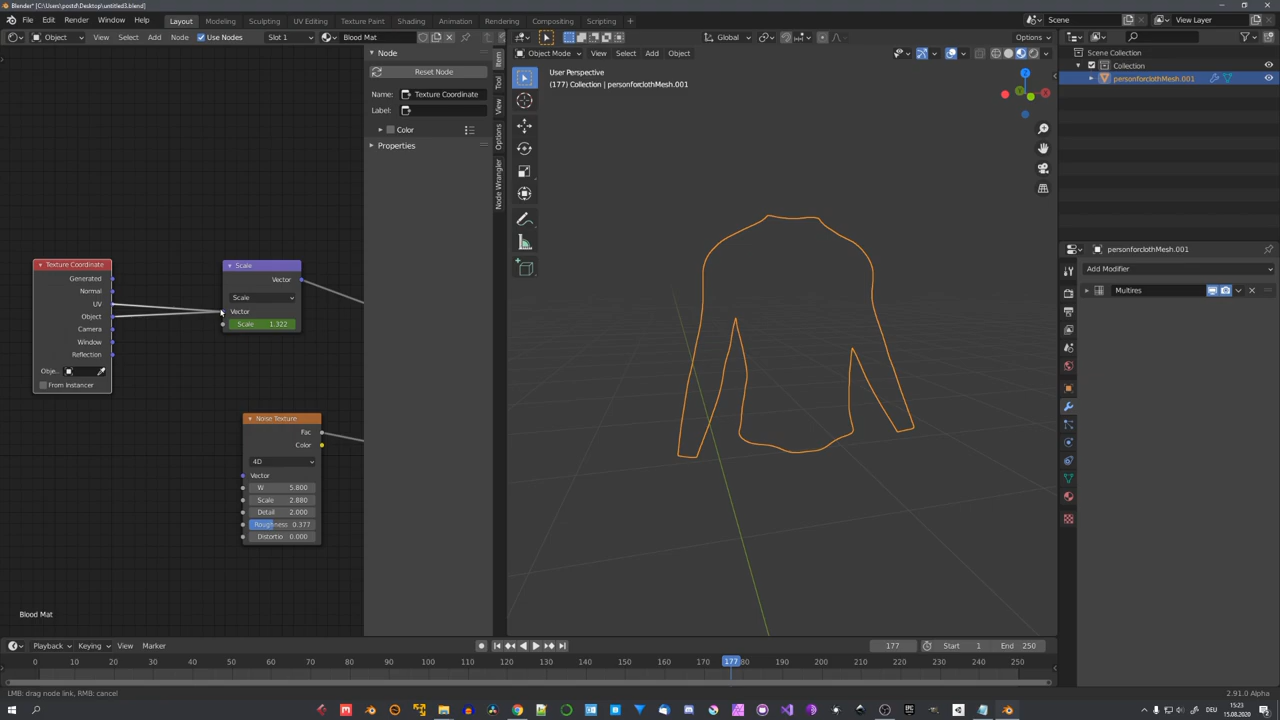 Blender* [C:\Users\postd\Desktop\untitled3.blend]
File Edit Render Window Help Layout Modeling Sculpting UV Editing Texture Paint Shading Animation Rendering Compositing Scripting Scene View Layer
Object View Select Add Node Use Nodes Slot 1 Blood Mat Global Options
Object Mode View Select Add Object
User Perspective
(177) Collection | personforclothMesh.001
Scene Collection
Collection
personforclothMesh.001
Node
Reset Node
Name: Texture Coordinate
Label:
Color
Properties
Item
Tool
View
Options
Node Wrangler
Texture Coordinate
Generated
Normal
UV
Object
Camera
Window
Reflection
Obje..
From Instancer
Scale
Vector
Scale
Vector
Scale 1.322
Noise Texture
Fac
Color
4D
Vector
W 5.800
Scale 2.880
Detail 2.000
Roughness 0.377
Distortio 0.000
Blood Mat
personforclothMesh.001
Add Modifier
Multires
Playback Keying View Marker 177 Start 1 End 250
0 10 20 30 40 50 60 70 80 90 100 110 120 130 140 150 160 177 80 190 200 210 220 230 240 250
LMB: drag node link, RMB: cancel 2.91.0 Alpha
DEU 15:23
15.08.2020